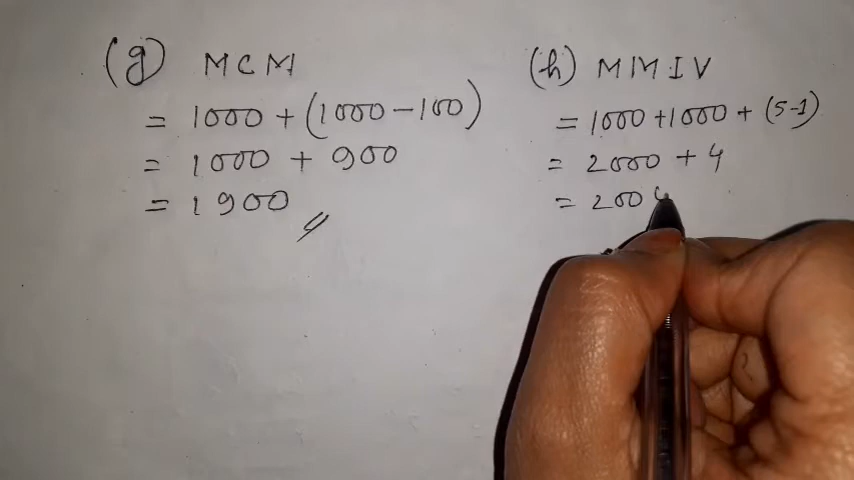 (g) MCM
= 1000 + (1000 - 100)
= 1000 + 900
= 1900
(h) MMIV
= 1000 + 1000 + (5-1)
= 2000 + 4
= 200